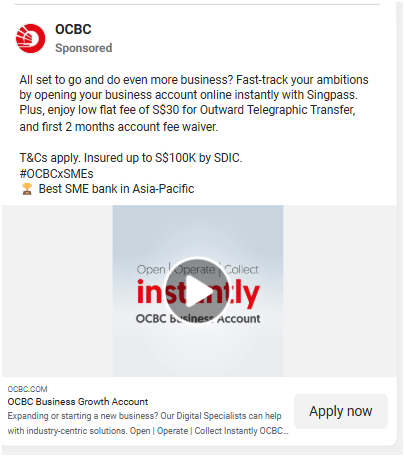 OCBC
Sponsored
All set to go and do even more business? Fast-track your ambitions
by opening your business account online instantly with Singpass.
Plus, enjoy low flat fee of S$30 for Outward Telegraphic Transfer,
and first 2 months account fee waiver.
T&Cs apply. Insured up to S$100K by SDIC.
#OCBCxSMEs
🏆 Best SME bank in Asia-Pacific
Open | Operate | Collect
instantly
OCBC Business Account
OCBC.COM
OCBC Business Growth Account
Expanding or starting a new business? Our Digital Specialists can help
with industry-centric solutions. Open | Operate | Collect Instantly OCBC...
Apply now